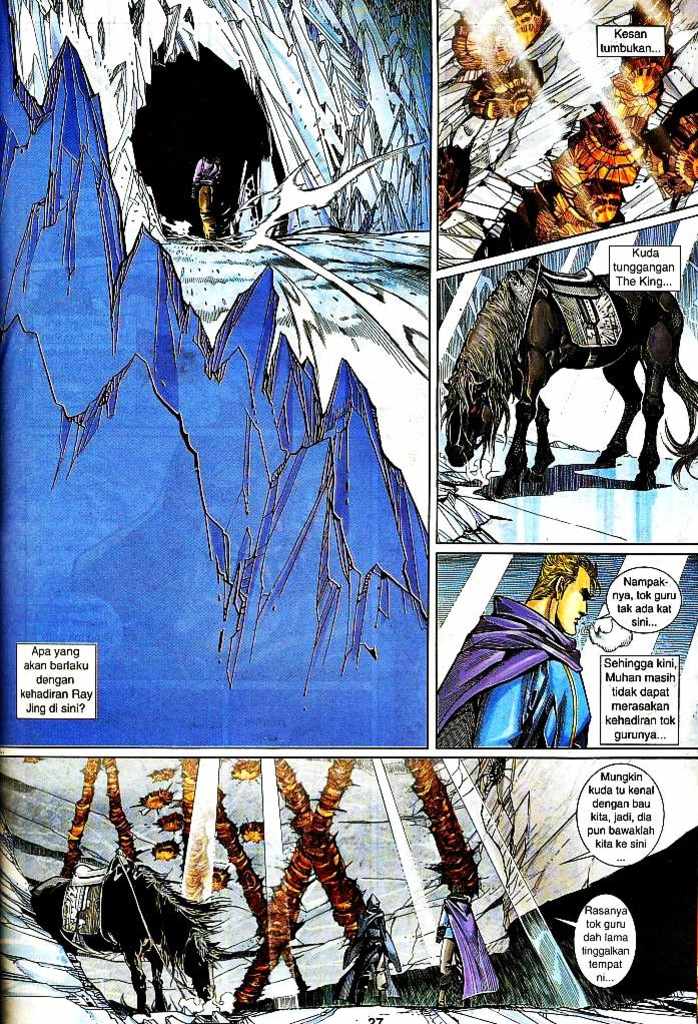 Apa yang
akan berlaku
dengan
kehadiran Ray
Jing di sini?
Kesan
tumbukan...
Kuda
tunggangan
The King...
Nampak-
nya, tok guru
tak ada kat
sini...
Sehingga kini,
Muhan masih
tidak dapat
merasakan
kehadiran tok
gurunya...
Mungkin
kuda tu kenal
dengan bau
kita, jadi, dia
pun bawaklah
ke sini
...
Rasanya
tok guru
dah lama
tinggalkan
tempat
ni...
27